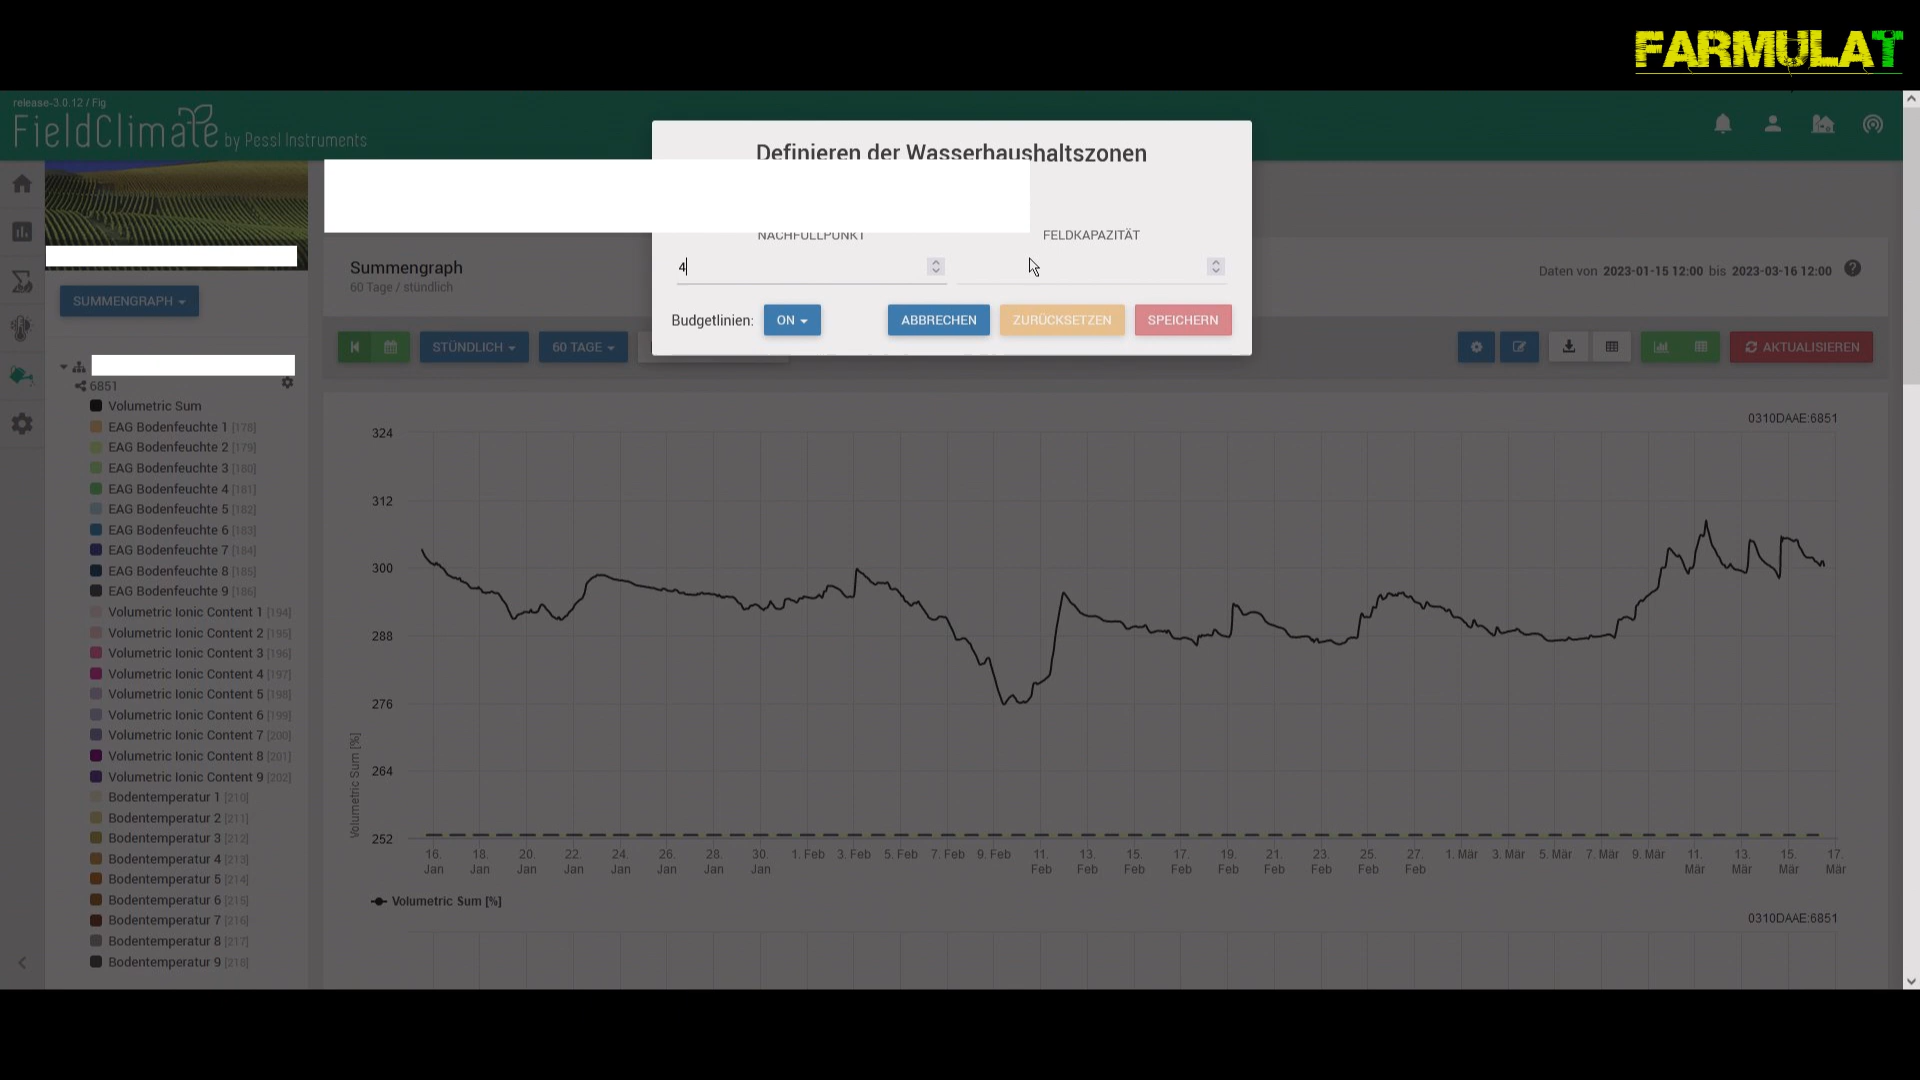 FARMULAT
release-3.0.12 / Fig
FieldClimate by Pessl Instruments
Definieren der Wasserhaushaltszonen
NACHFÜLLPUNKT
FELDKAPAZITÄT
4
Budgetlinien:
ON
ABBRECHEN
ZURÜCKSETZEN
SPEICHERN
Summengraph
60 Tage / stündlich
Daten von 2023-01-15 12:00 bis 2023-03-16 12:00
SUMMENGRAPH
STÜNDLICH
60 TAGE
AKTUALISIEREN
6851
Volumetric Sum
EAG Bodenfeuchte 1 [178]
EAG Bodenfeuchte 2 [179]
EAG Bodenfeuchte 3 [180]
EAG Bodenfeuchte 4 [181]
EAG Bodenfeuchte 5 [182]
EAG Bodenfeuchte 6 [183]
EAG Bodenfeuchte 7 [184]
EAG Bodenfeuchte 8 [185]
EAG Bodenfeuchte 9 [186]
Volumetric Ionic Content 1 [194]
Volumetric Ionic Content 2 [195]
Volumetric Ionic Content 3 [196]
Volumetric Ionic Content 4 [197]
Volumetric Ionic Content 5 [198]
Volumetric Ionic Content 6 [199]
Volumetric Ionic Content 7 [200]
Volumetric Ionic Content 8 [201]
Volumetric Ionic Content 9 [202]
Bodentemperatur 1 [210]
Bodentemperatur 2 [211]
Bodentemperatur 3 [212]
Bodentemperatur 4 [213]
Bodentemperatur 5 [214]
Bodentemperatur 6 [215]
Bodentemperatur 7 [216]
Bodentemperatur 8 [217]
Bodentemperatur 9 [218]
0310DAAE:6851
324
312
300
288
276
264
252
Volumetric Sum [%]
16. Jan
18. Jan
20. Jan
22. Jan
24. Jan
26. Jan
28. Jan
30. Jan
1. Feb
3. Feb
5. Feb
7. Feb
9. Feb
11. Feb
13. Feb
15. Feb
17. Feb
19. Feb
21. Feb
23. Feb
25. Feb
27. Feb
1. Mär
3. Mär
5. Mär
7. Mär
9. Mär
11. Mär
13. Mär
15. Mär
17. Mär
Volumetric Sum [%]
0310DAAE:6851